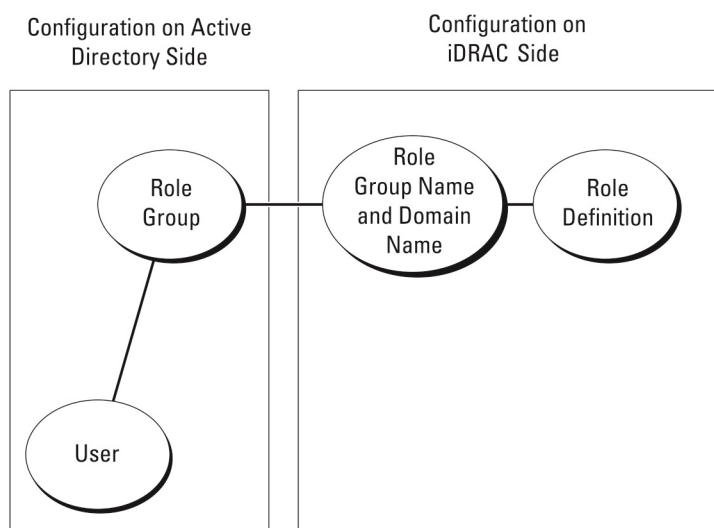 Configuration on Active
Directory Side
Configuration on
iDRAC Side
Role
Group
Role
Group Name
and Domain
Name
Role
Definition
User